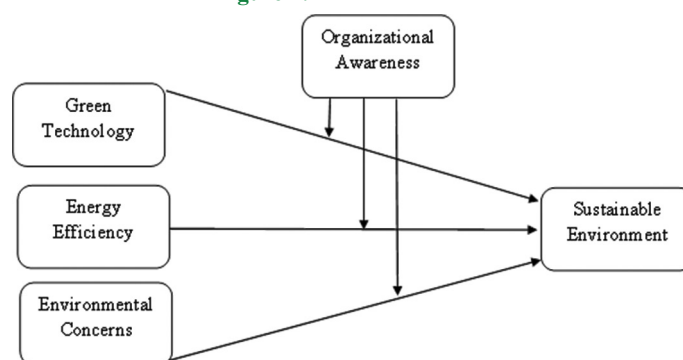 Organizational
Awareness
Green
Technology
Energy
Efficiency
Sustainable
Environment
Environmental
Concerns